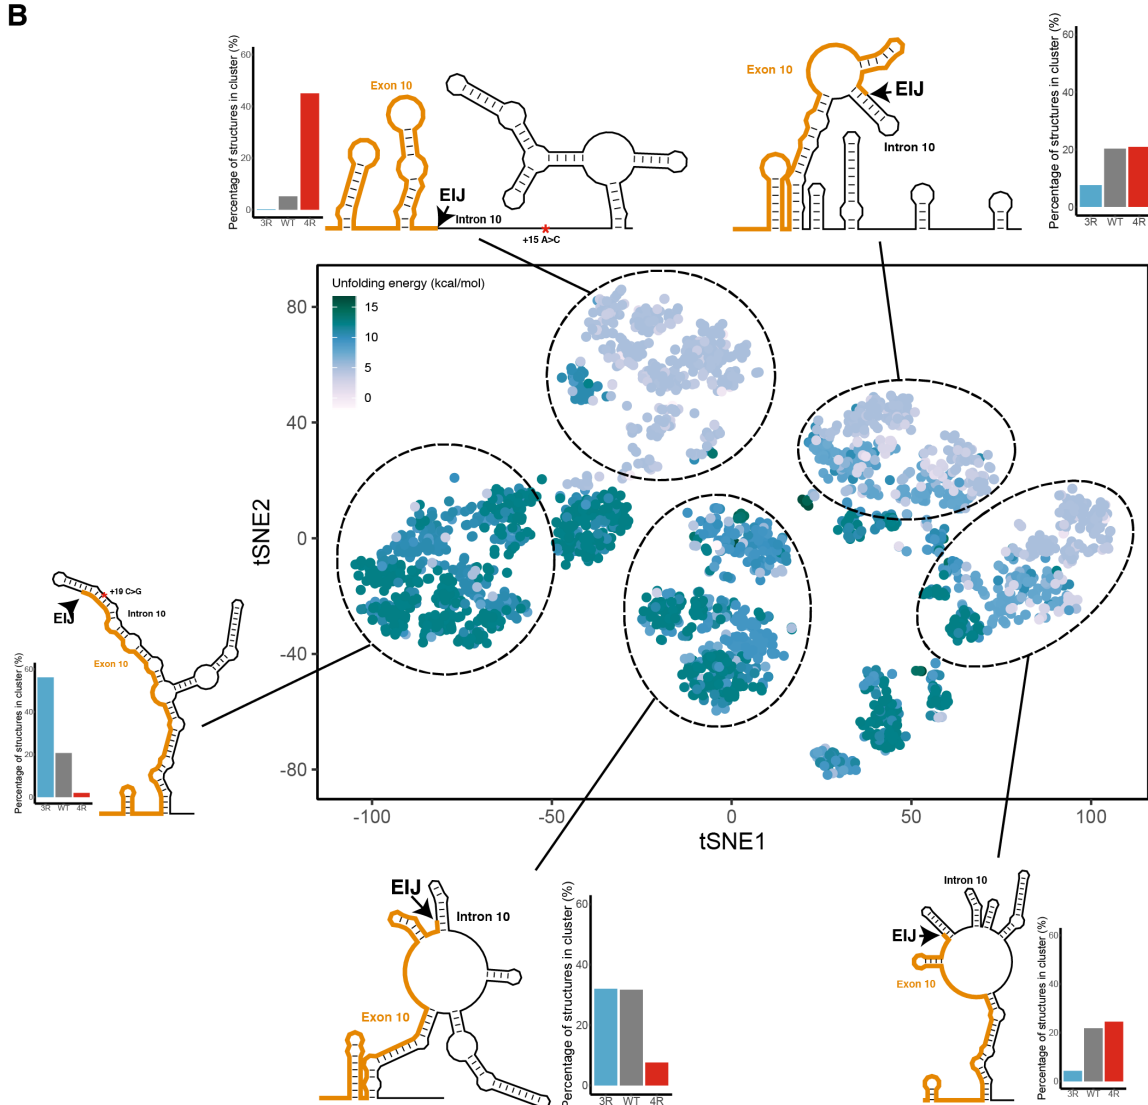 B
Percentage of structures in cluster (%)
60
40
20
0
3R WT 4R
Exon 10
EIJ
Intron 10
+15 A>C
Exon 10
EIJ
Intron 10
Percentage of structures in cluster (%)
60
40
20
0
3R WT 4R
Unfolding energy (kcal/mol)
15
10
5
0
tSNE2
80
40
0
-40
-80
-100
-50
0
50
100
tSNE1
+19 C>G
EIJ
Intron 10
Exon 10
Percentage of structures in cluster (%)
60
40
20
0
3R WT 4R
EIJ
Intron 10
Exon 10
Percentage of structures in cluster (%)
60
40
20
0
3R WT 4R
Intron 10
EIJ
Exon 10
Percentage of structures in cluster (%)
60
40
20
0
3R WT 4R